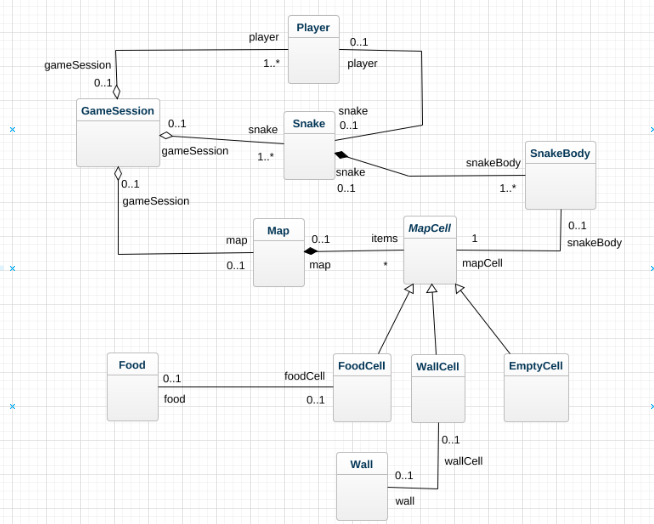 Player
player
0..1
1..*
player
gameSession
0..1
GameSession
0..1
snake
0..1
Snake
snake
gameSession
1..*
snake
0..1
snakeBody
1..*
SnakeBody
0..1
gameSession
0..1
snakeBody
Map
MapCell
map
0..1
items
1
0..1
map
*
mapCell
Food
FoodCell
WallCell
EmptyCell
0..1
foodCell
food
0..1
0..1
wallCell
Wall
0..1
wall